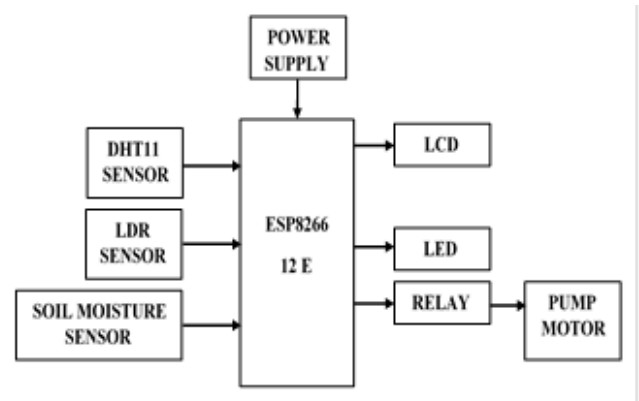 POWER
SUPPLY
DHT11
SENSOR
LDR
SENSOR
SOIL MOISTURE
SENSOR
ESP8266
12 E
LCD
LED
RELAY
PUMP
MOTOR